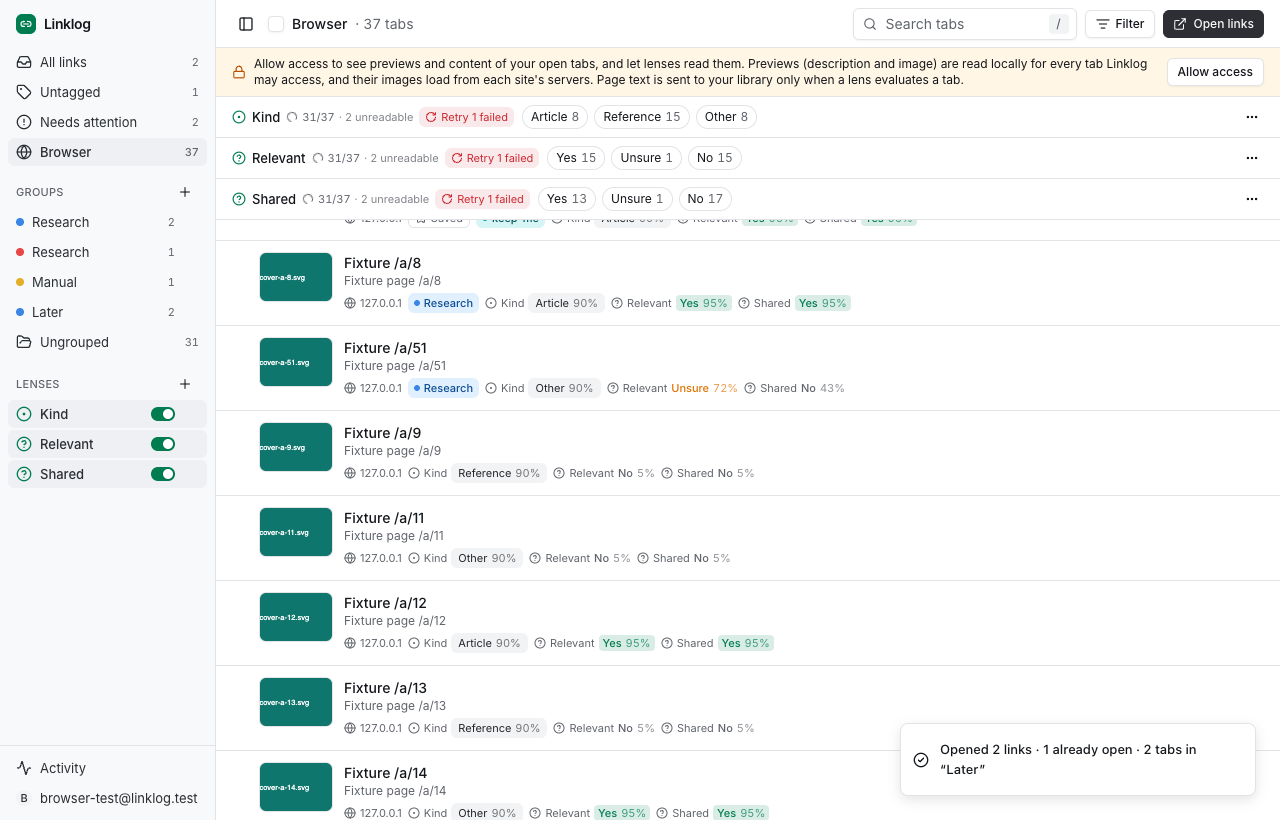 Linklog
All links 2
Untagged 1
Needs attention 2
Browser 37
GROUPS
Research 2
Research 1
Manual 1
Later 2
Ungrouped 31
LENSES
Kind
Relevant
Shared
Activity
B browser-test@linklog.test
Browser · 37 tabs
Search tabs /
Filter
Open links
Allow access to see previews and content of your open tabs, and let lenses read them. Previews (description and image) are read locally for every tab Linklog
may access, and their images load from each site's servers. Page text is sent to your library only when a lens evaluates a tab.
Allow access
Kind 31/37 · 2 unreadable Retry 1 failed Article 8 Reference 15 Other 8
Relevant 31/37 · 2 unreadable Retry 1 failed Yes 15 Unsure 1 No 15
Shared 31/37 · 2 unreadable Retry 1 failed Yes 13 Unsure 1 No 17
cover-a-8.svg
Fixture /a/8
Fixture page /a/8
127.0.0.1 Research Kind Article 90% Relevant Yes 95% Shared Yes 95%
cover-a-51.svg
Fixture /a/51
Fixture page /a/51
127.0.0.1 Research Kind Other 90% Relevant Unsure 72% Shared No 43%
cover-a-9.svg
Fixture /a/9
Fixture page /a/9
127.0.0.1 Kind Reference 90% Relevant No 5% Shared No 5%
cover-a-11.svg
Fixture /a/11
Fixture page /a/11
127.0.0.1 Kind Other 90% Relevant No 5% Shared No 5%
cover-a-12.svg
Fixture /a/12
Fixture page /a/12
127.0.0.1 Kind Article 90% Relevant Yes 95% Shared Yes 95%
cover-a-13.svg
Fixture /a/13
Fixture page /a/13
127.0.0.1 Kind Reference 90% Relevant No 5% Shared No 5%
cover-a-14.svg
Fixture /a/14
Fixture page /a/14
127.0.0.1 Kind Other 90% Relevant Yes 95% Shared Yes 95%
Opened 2 links · 1 already open · 2 tabs in
“Later”